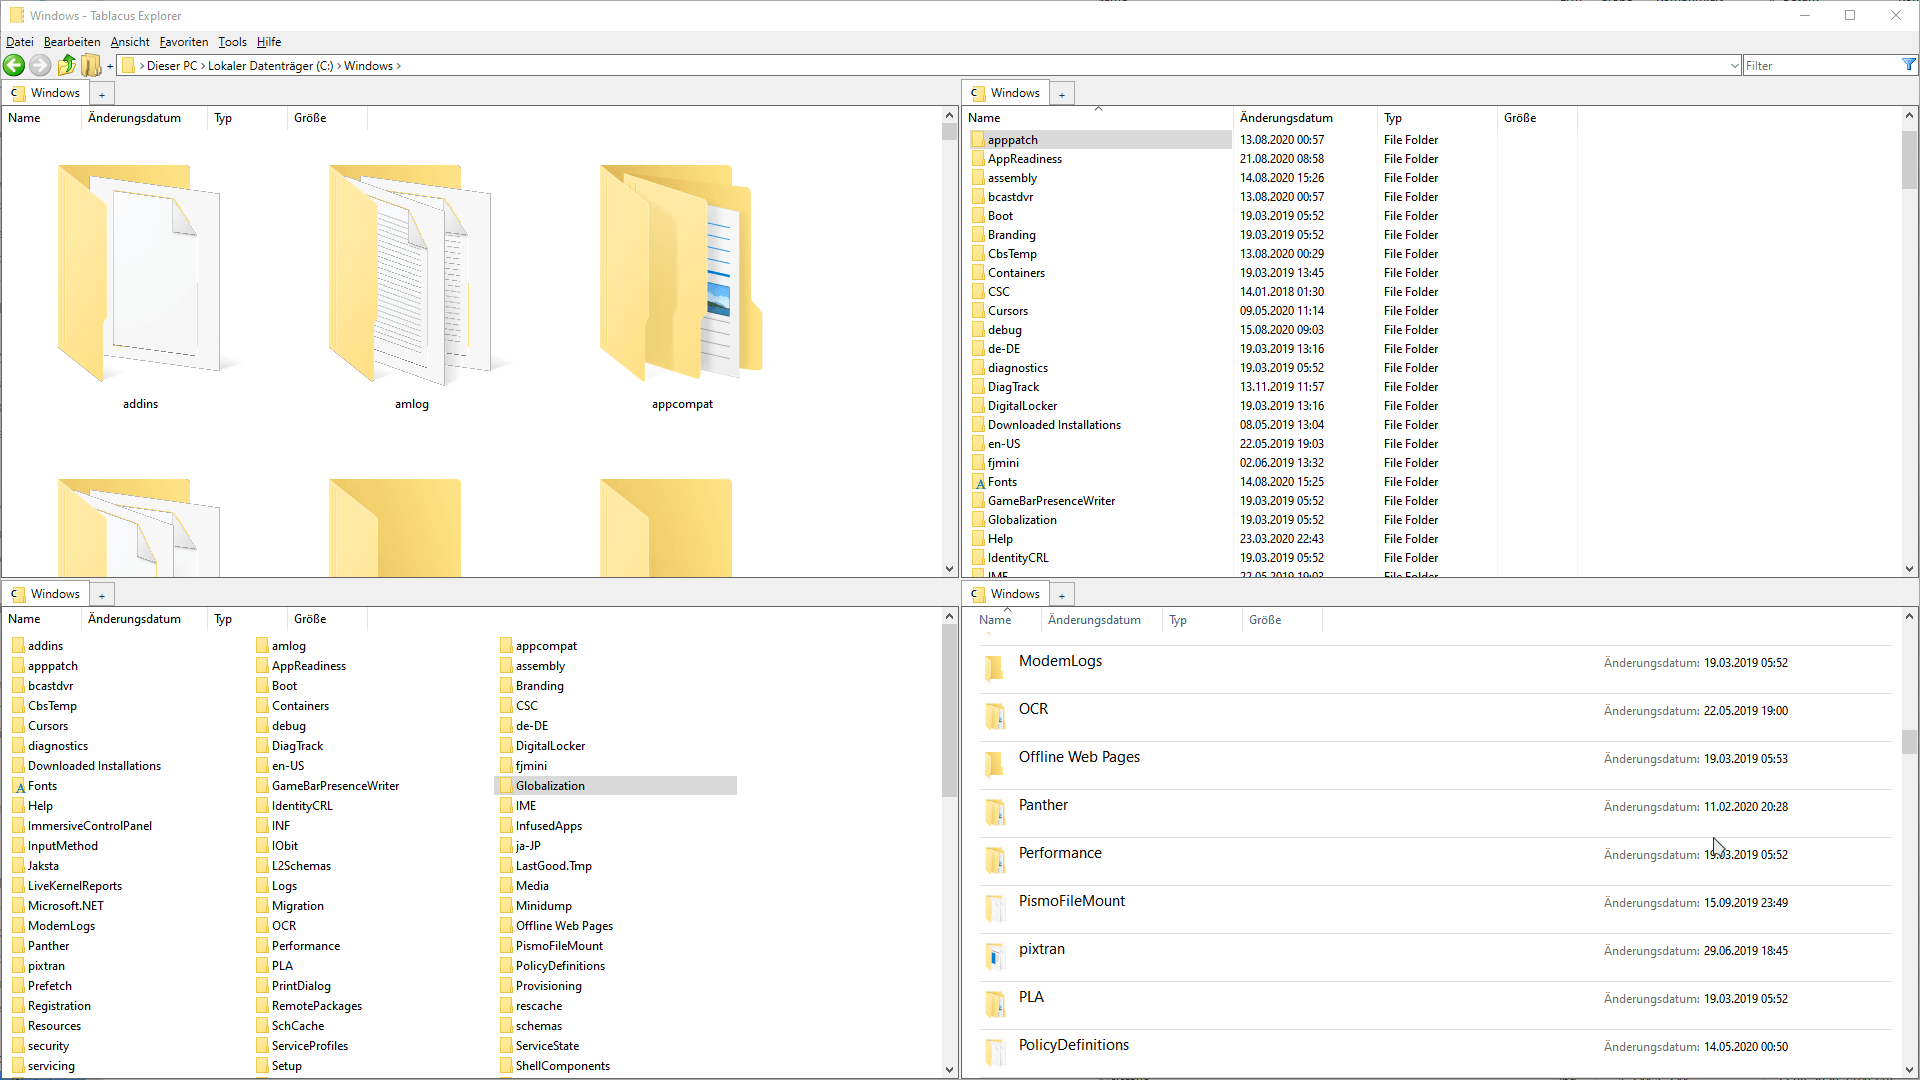 Windows - Tablacus Explorer
Datei Bearbeiten Ansicht Favoriten Tools Hilfe
+ › Dieser PC › Lokaler Datenträger (C:) › Windows › Filter
C Windows +
Name Änderungsdatum Typ Größe
addins amlog appcompat
C Windows +
Name Änderungsdatum Typ Größe
apppatch 13.08.2020 00:57 File Folder
AppReadiness 21.08.2020 08:58 File Folder
assembly 14.08.2020 15:26 File Folder
bcastdvr 13.08.2020 00:57 File Folder
Boot 19.03.2019 05:52 File Folder
Branding 19.03.2019 05:52 File Folder
CbsTemp 13.08.2020 00:29 File Folder
Containers 19.03.2019 13:45 File Folder
CSC 14.01.2018 01:30 File Folder
Cursors 09.05.2020 11:14 File Folder
debug 15.08.2020 09:03 File Folder
de-DE 19.03.2019 13:16 File Folder
diagnostics 19.03.2019 05:52 File Folder
DiagTrack 13.11.2019 11:57 File Folder
DigitalLocker 19.03.2019 13:16 File Folder
Downloaded Installations 08.05.2019 13:04 File Folder
en-US 22.05.2019 19:03 File Folder
fjmini 02.06.2019 13:32 File Folder
Fonts 14.08.2020 15:25 File Folder
GameBarPresenceWriter 19.03.2019 05:52 File Folder
Globalization 19.03.2019 05:52 File Folder
Help 23.03.2020 22:43 File Folder
IdentityCRL 19.03.2019 05:52 File Folder
IME 22.05.2019 19:03 File Folder
C Windows +
Name Änderungsdatum Typ Größe
addins amlog appcompat
apppatch AppReadiness assembly
bcastdvr Boot Branding
CbsTemp Containers CSC
Cursors debug de-DE
diagnostics DiagTrack DigitalLocker
Downloaded Installations en-US fjmini
Fonts GameBarPresenceWriter Globalization
Help IdentityCRL IME
ImmersiveControlPanel INF InfusedApps
InputMethod IObit ja-JP
Jaksta L2Schemas LastGood.Tmp
LiveKernelReports Logs Media
Microsoft.NET Migration Minidump
ModemLogs OCR Offline Web Pages
Panther Performance PismoFileMount
pixtran PLA PolicyDefinitions
Prefetch PrintDialog Provisioning
Registration RemotePackages rescache
Resources SchCache schemas
security ServiceProfiles ServiceState
servicing Setup ShellComponents
C Windows +
Name Änderungsdatum Typ Größe
ModemLogs Änderungsdatum: 19.03.2019 05:52
OCR Änderungsdatum: 22.05.2019 19:00
Offline Web Pages Änderungsdatum: 19.03.2019 05:53
Panther Änderungsdatum: 11.02.2020 20:28
Performance Änderungsdatum: 19.03.2019 05:52
PismoFileMount Änderungsdatum: 15.09.2019 23:49
pixtran Änderungsdatum: 29.06.2019 18:45
PLA Änderungsdatum: 19.03.2019 05:52
PolicyDefinitions Änderungsdatum: 14.05.2020 00:50